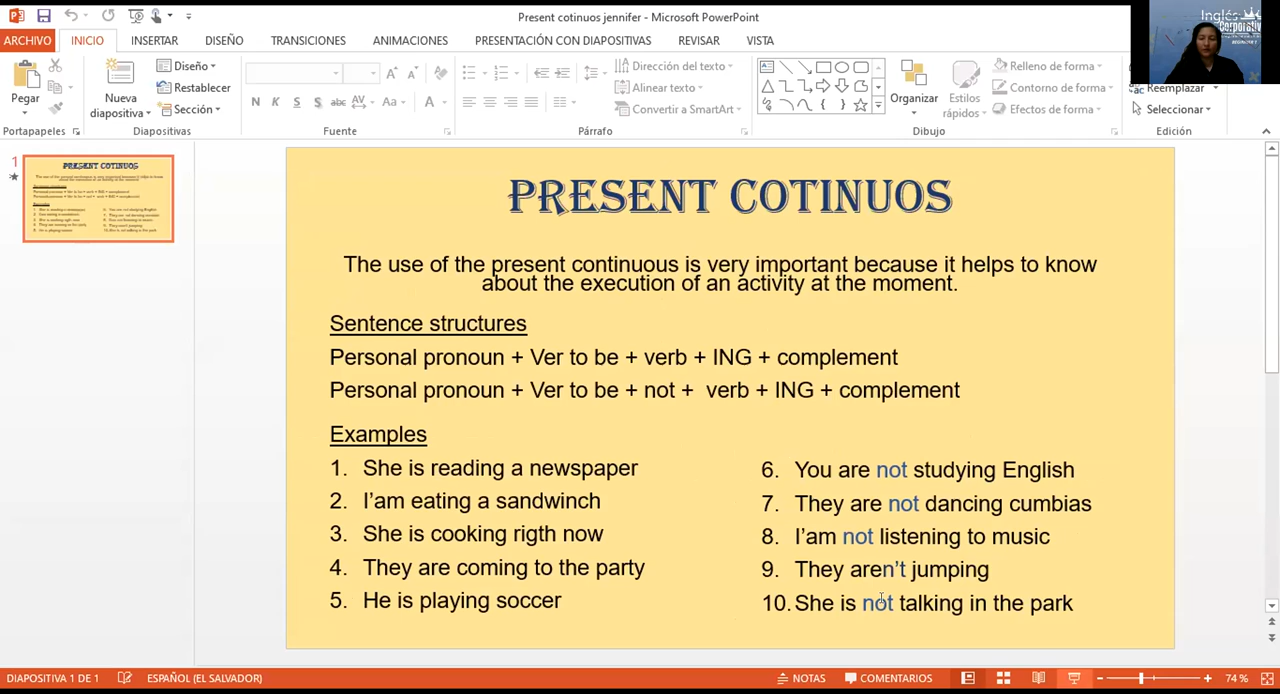 Present cotinuos jennifer - Microsoft PowerPoint
Inglés
Corporativo
ARCHIVO INICIO INSERTAR DISEÑO TRANSICIONES ANIMACIONES PRESENTACIÓN CON DIAPOSITIVAS REVISAR VISTA
Pegar
Nueva diapositiva
Diseño
Restablecer
Sección
N K S S abc AV Aa A
Dirección del texto
Alinear texto
Convertir a SmartArt
Organizar
Estilos rápidos
Relleno de forma
Contorno de forma
Efectos de forma
Reemplazar
Seleccionar
Portapapeles Diapositivas Fuente Párrafo Dibujo Edición
1
PRESENT COTINUOS
The use of the present continuous is very important because it helps to know
about the execution of an activity at the moment.
Sentence structures
Personal pronoun + Ver to be + verb + ING + complement
Personal pronoun + Ver to be + not + verb + ING + complement
Examples
1. She is reading a newspaper
2. I’am eating a sandwinch
3. She is cooking rigth now
4. They are coming to the party
5. He is playing soccer
6. You are not studying English
7. They are not dancing cumbias
8. I’am not listening to music
9. They aren’t jumping
10. She is not talking in the park
DIAPOSITIVA 1 DE 1 ESPAÑOL (EL SALVADOR) NOTAS COMENTARIOS 74 %